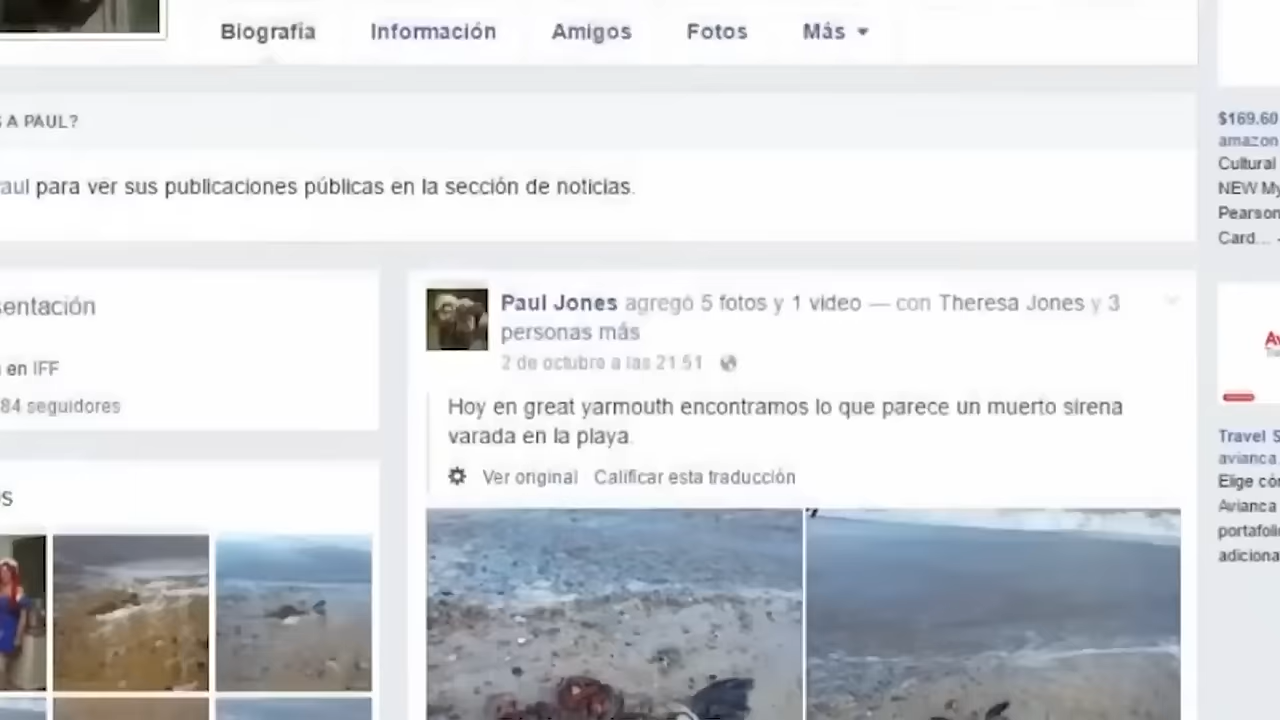 Biografía
Información
Amigos
Fotos
Más
A PAUL?
aul para ver sus publicaciones públicas en la sección de noticias.
sentación
en IFF
84 seguidores
os
Paul Jones agregó 5 fotos y 1 video — con Theresa Jones y 3
personas más
2 de octubre a las 21:51
Hoy en great yarmouth encontramos lo que parece un muerto sirena
varada en la playa.
Ver original
Calificar esta traducción
$169.60
amazon
Cultural
NEW My
Pearson
Card...
Travel S
avianca.
Elige có
Avianca
portafoli
adiciona